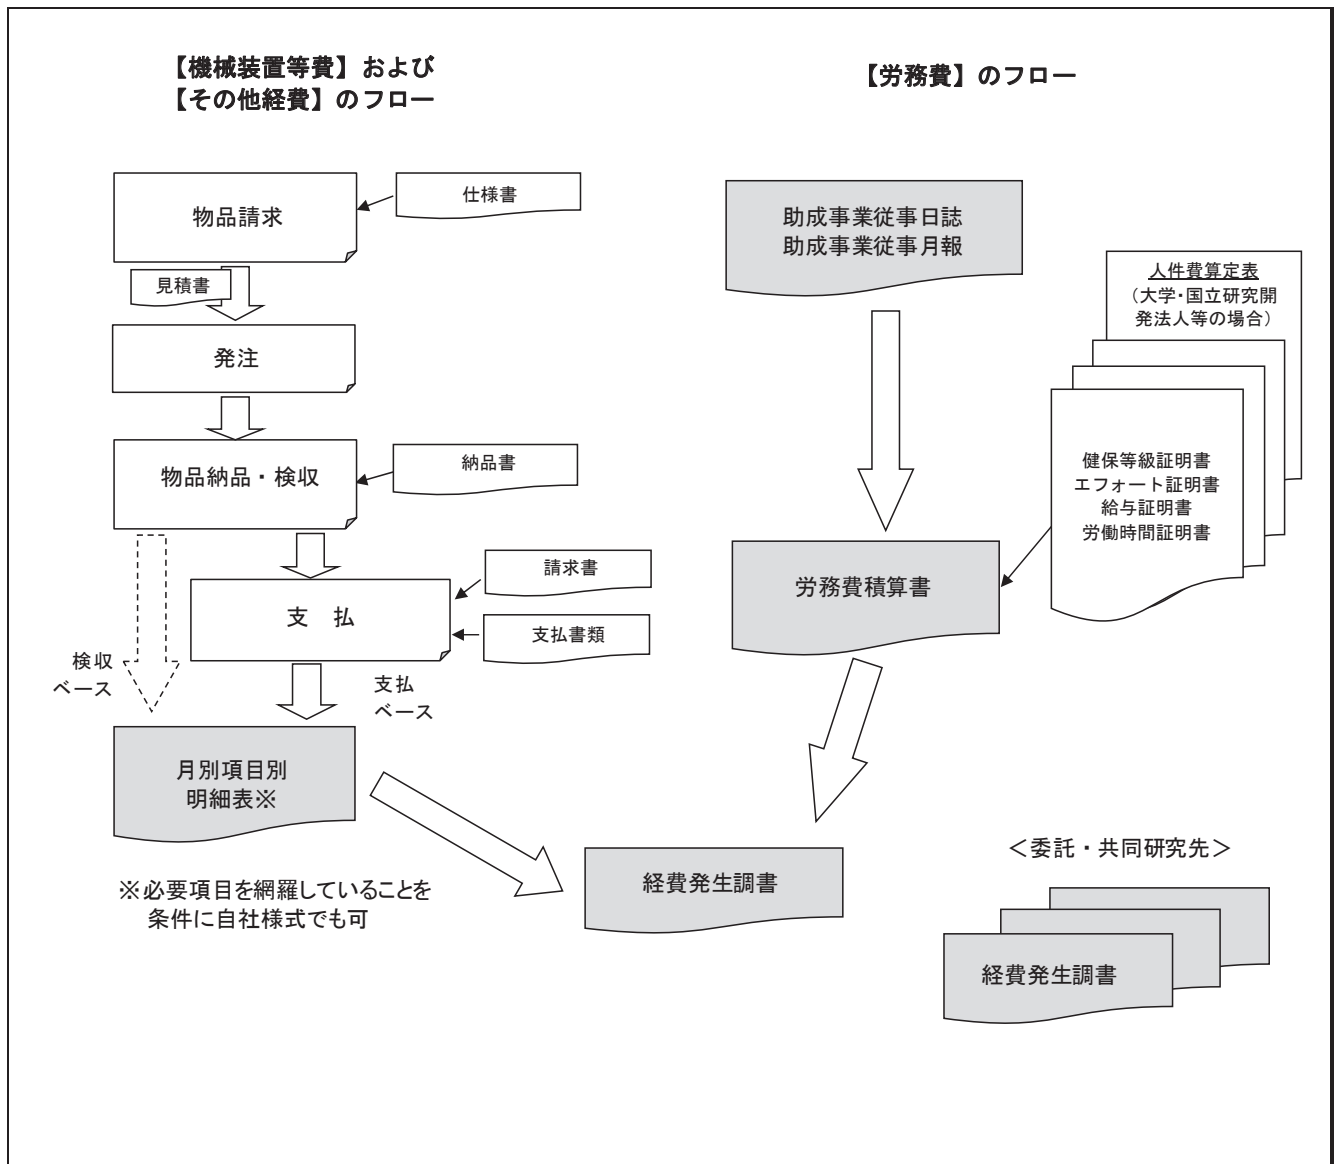 【機械装置等費】および
【その他経費】のフロー
物品請求
仕様書
見積書
発注
物品納品・検収
納品書
支　払
請求書
支払書類
検収
ベース
支払
ベース
月別項目別
明細表※
※必要項目を網羅していることを
条件に自社様式でも可
【労務費】のフロー
助成事業従事日誌
助成事業従事月報
人件費算定表
（大学・国立研究開
発法人等の場合）
健保等級証明書
エフォート証明書
給与証明書
労働時間証明書
労務費積算書
経費発生調書
＜委託・共同研究先＞
経費発生調書